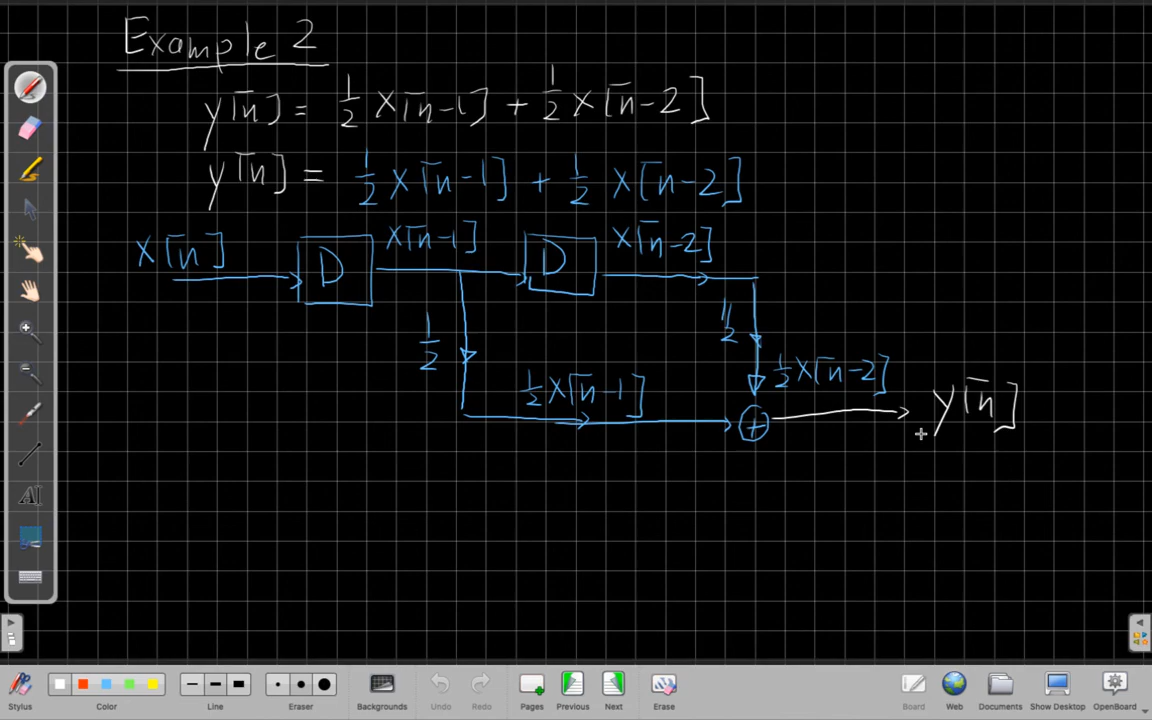 Example 2
y[n] = 1/2 x[n-1] + 1/2 x[n-2]
y[n] = 1/2 x[n-1] + 1/2 x[n-2]
x[n] D x[n-1] D x[n-2]
1/2 1/2
1/2 x[n-1] + 1/2 x[n-2] y[n]
Stylus Color Line Eraser Backgrounds Undo Redo Pages Previous Next Erase Board Web Documents Show Desktop OpenBoard